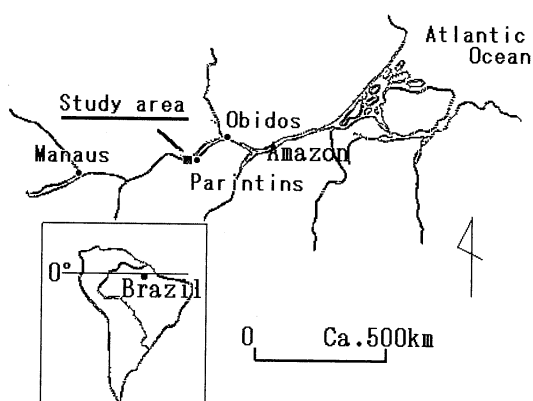 Atlantic
Ocean
Study area
Obidos
Manaus
Amazon
Parintins
0°
Brazil
0 Ca.500km